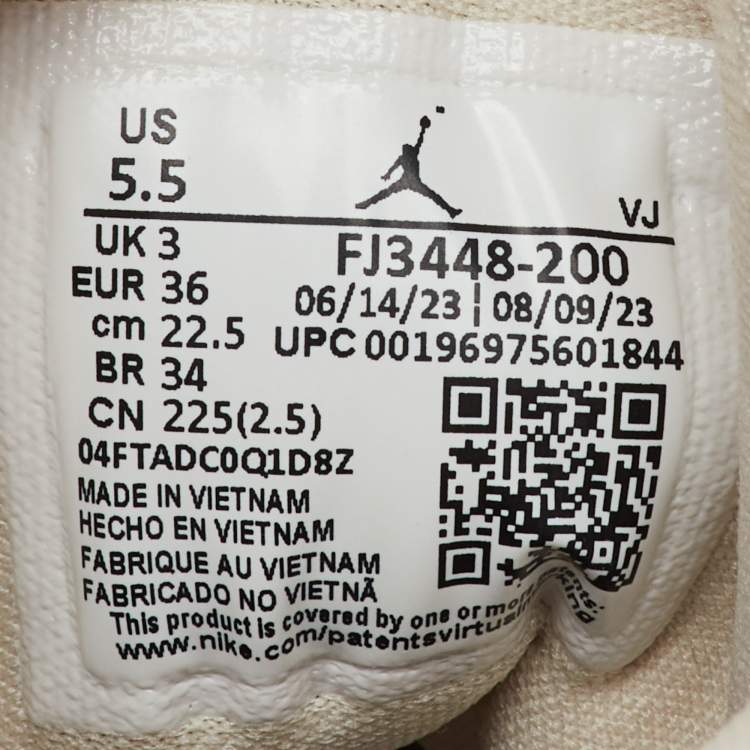 US
5.5
VJ
UK 3
FJ3448-200
EUR 36
06/14/23 | 08/09/23
cm 22.5
UPC 00196975601844
BR 34
CN 225(2.5)
04FTADC0Q1D8Z
MADE IN VIETNAM
HECHO EN VIETNAM
FABRIQUE AU VIETNAM
FABRICADO NO VIETNÃ
This product is covered by one or more patents:
www.nike.com/patentsvirtual